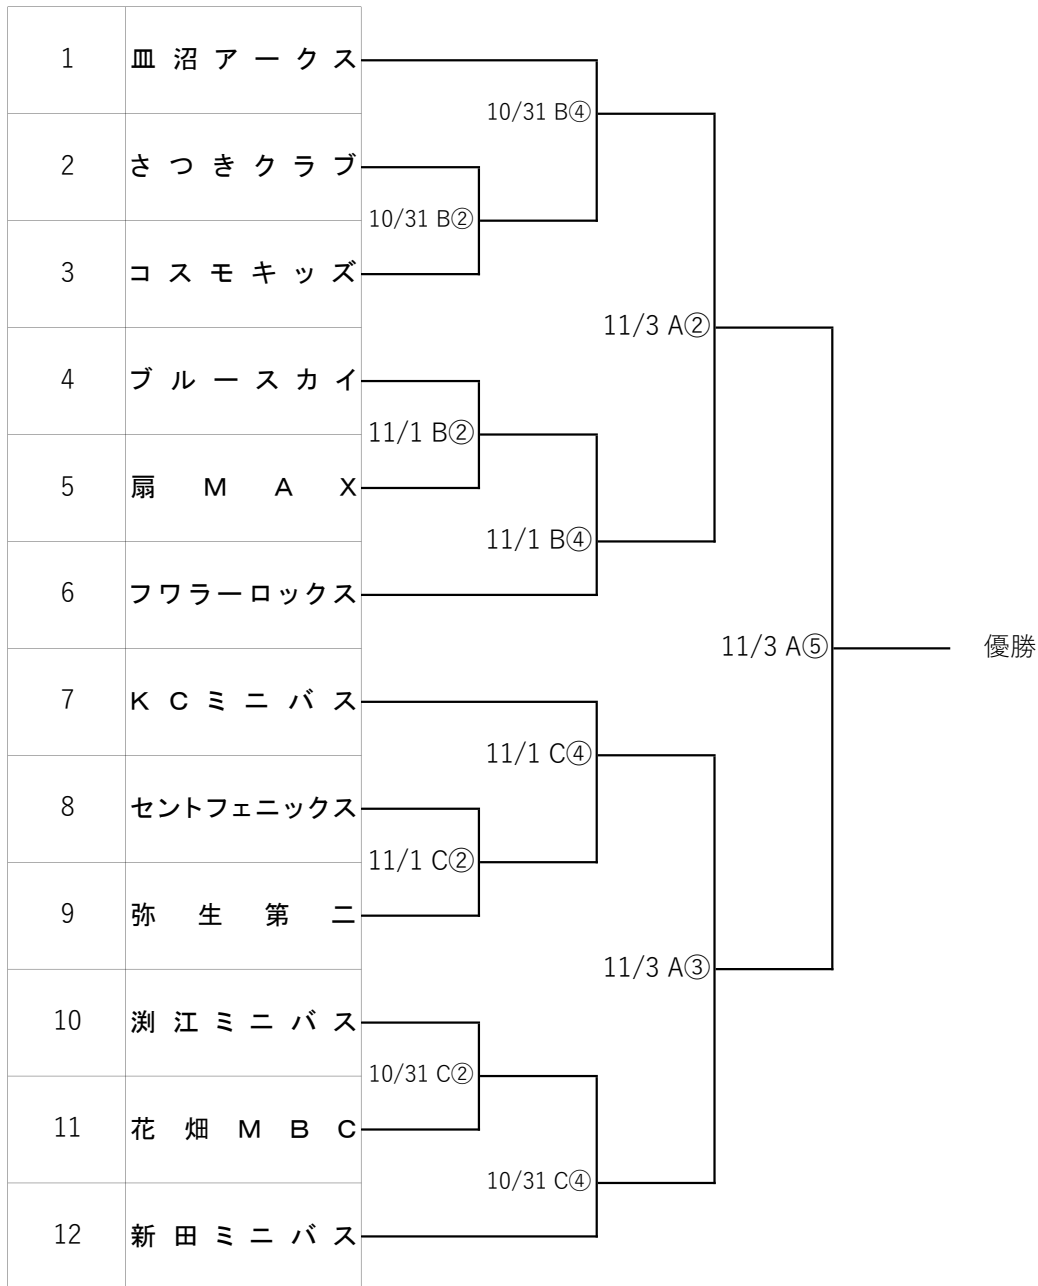 1 皿沼アークス
10/31 B④
2 さつきクラブ
10/31 B②
3 コスモキッズ
11/3 A②
4 ブルースカイ
11/1 B②
5 扇MAX
11/1 B④
6 フワラーロックス
11/3 A⑤ 優勝
7 KCミニバス
11/1 C④
8 セントフェニックス
11/1 C②
9 弥生第二
11/3 A③
10 渕江ミニバス
10/31 C②
11 花畑MBC
10/31 C④
12 新田ミニバス